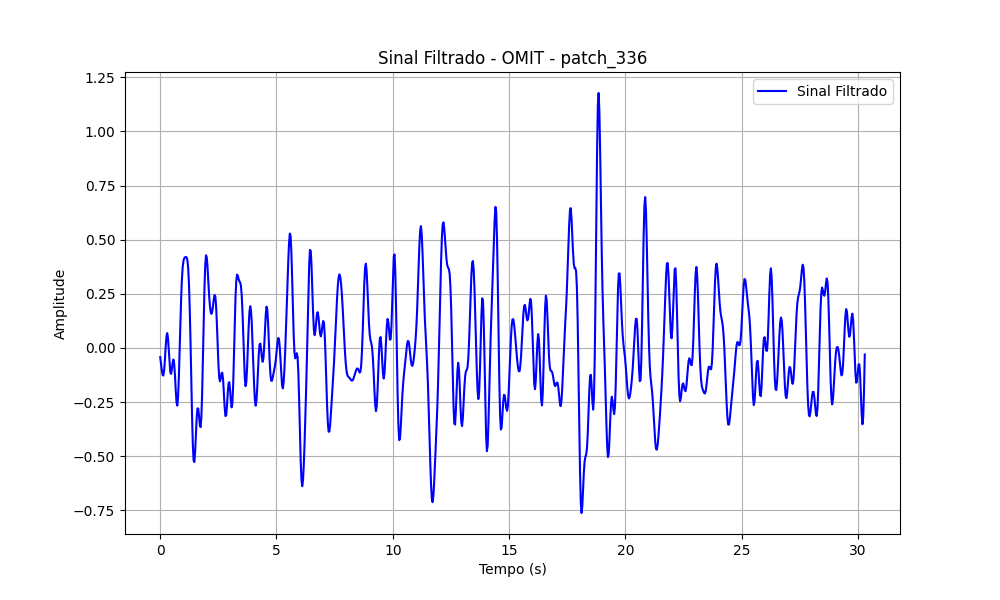 Sinal Filtrado - OMIT - patch_336
Sinal Filtrado
1.25
1.00
0.75
0.50
0.25
0.00
−0.25
−0.50
−0.75
Amplitude
0 5 10 15 20 25 30
Tempo (s)